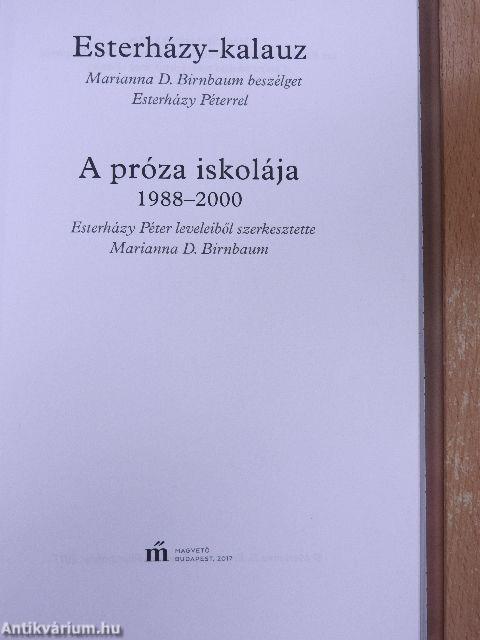 Esterházy-kalauz
Marianna D. Birnbaum beszélget
Esterházy Péterrel
A próza iskolája
1988–2000
Esterházy Péter leveleiből szerkesztette
Marianna D. Birnbaum
MAGVETŐ
BUDAPEST, 2017
Antikvárium.hu